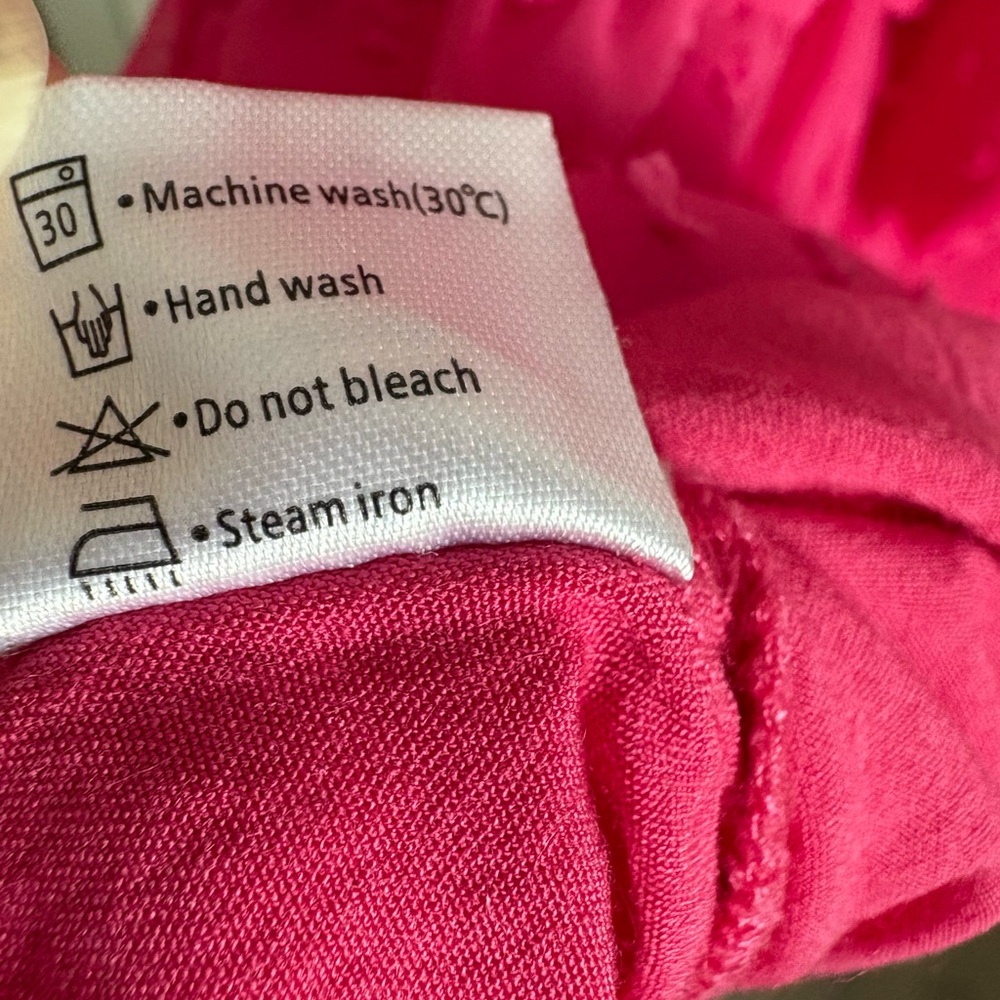 30 •Machine wash(30℃)
•Hand wash
•Do not bleach
•Steam iron